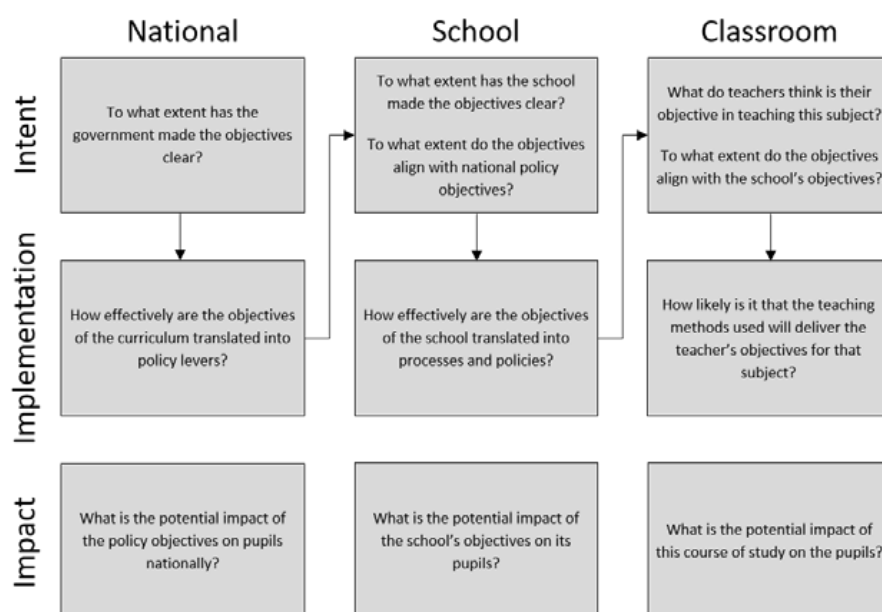 National
School
Classroom
Intent
To what extent has the
government made the objectives
clear?
To what extent has the school
made the objectives clear?
To what extent do the objectives
align with national policy
objectives?
What do teachers think is their
objective in teaching this subject?
To what extent do the objectives
align with the school's objectives?
Implementation
How effectively are the objectives
of the curriculum translated into
policy levers?
How effectively are the objectives
of the school translated into
processes and policies?
How likely is it that the teaching
methods used will deliver the
teacher's objectives for that
subject?
Impact
What is the potential impact of
the policy objectives on pupils
nationally?
What is the potential impact of
the school's objectives on its
pupils?
What is the potential impact of
this course of study on the pupils?